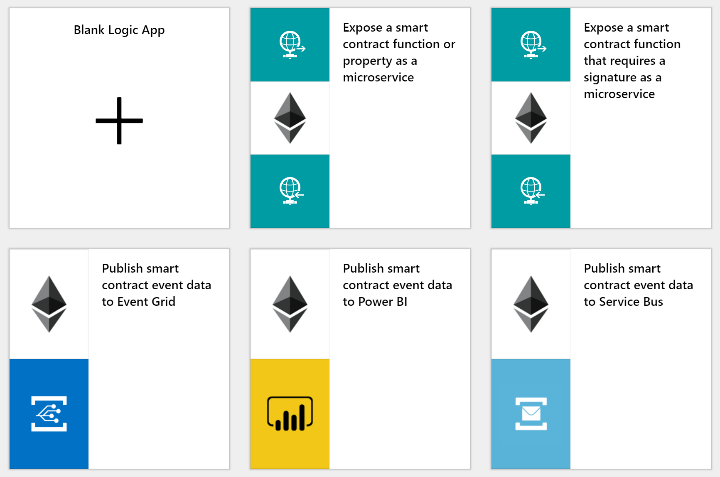 Blank Logic App
Expose a smart
contract function or
property as a
microservice
Expose a smart
contract function
that requires a
signature as a
microservice
Publish smart
contract event data
to Event Grid
Publish smart
contract event data
to Power BI
Publish smart
contract event data
to Service Bus